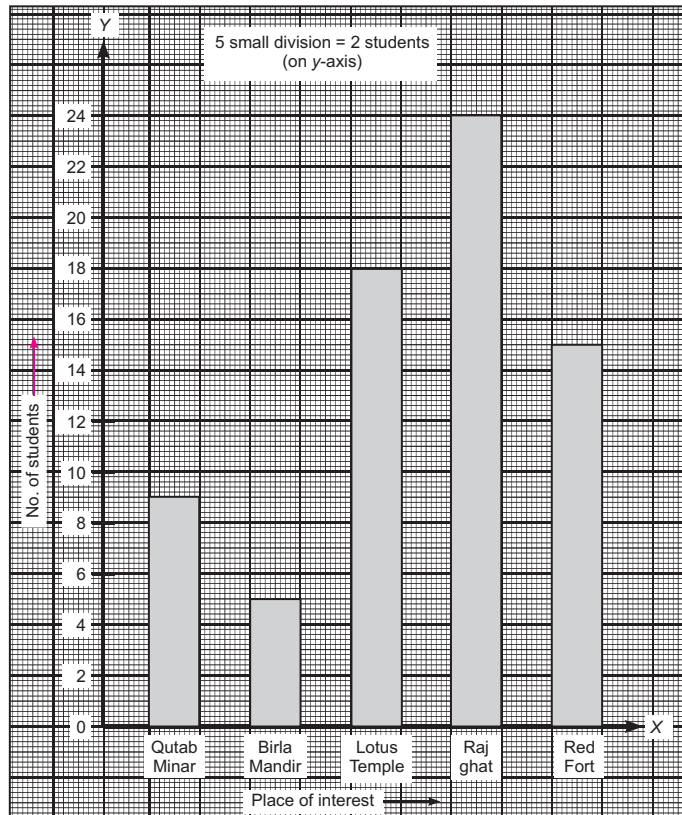 Y
5 small division = 2 students
(on y-axis)
24
22
20
18
16
14
12
10
8
6
4
2
0
No. of students
X
Qutab
Minar
Birla
Mandir
Lotus
Temple
Raj
ghat
Red
Fort
Place of interest